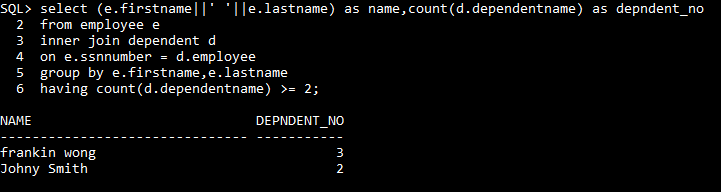 SQL> select (e.firstname||' '||e.lastname) as name,count(d.dependentname) as depndent_no
2 from employee e
3 inner join dependent d
4 on e.ssnnumber = d.employee
5 group by e.firstname,e.lastname
6 having count(d.dependentname) >= 2;
NAME DEPNDENT_NO
------------------------------- -----------
frankin wong 3
Johny Smith 2